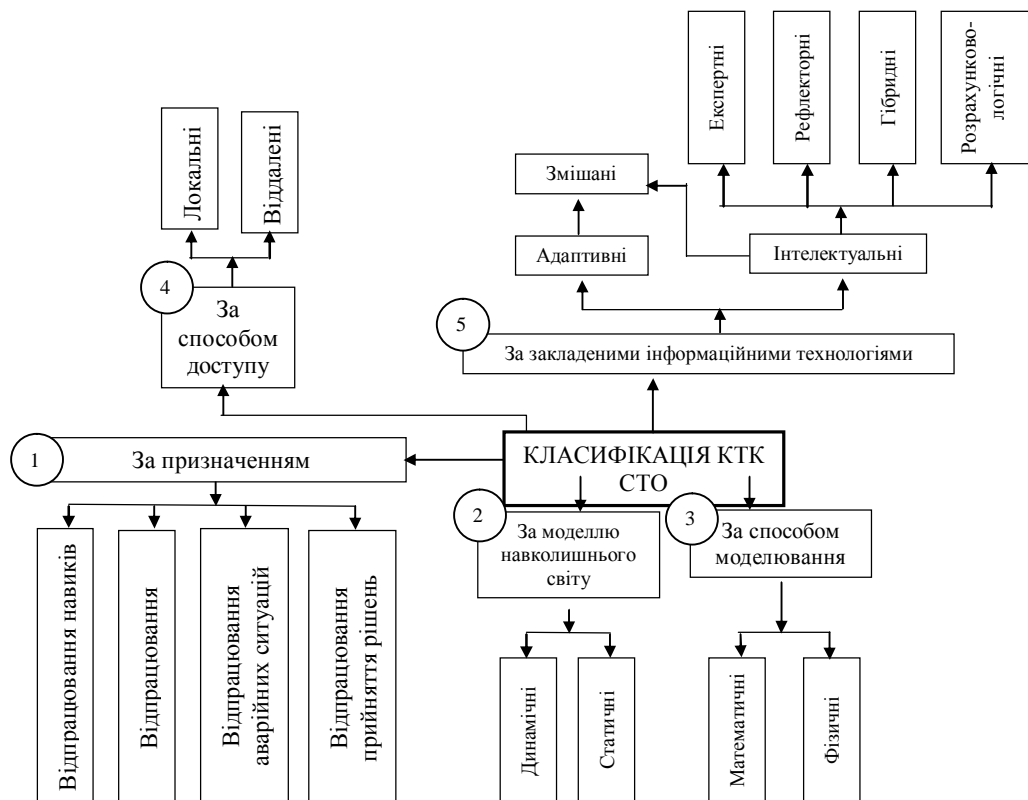 Експертні
Рефлекторні
Гібридні
Розрахунково-
логічні
Локальні
Віддалені
Змішані
Адаптивні
Інтелектуальні
4
За
способом
доступу
5
За закладеними інформаційними технологіями
1
За призначенням
КЛАСИФІКАЦІЯ КТК
СТО
2
За моделлю
навколишнього
світу
3
За способом
моделювання
Відпрацювання навиків
Відпрацювання
Відпрацювання
аварійних ситуацій
Відпрацювання
прийняття рішень
Динамічні
Статичні
Математичні
Фізичні